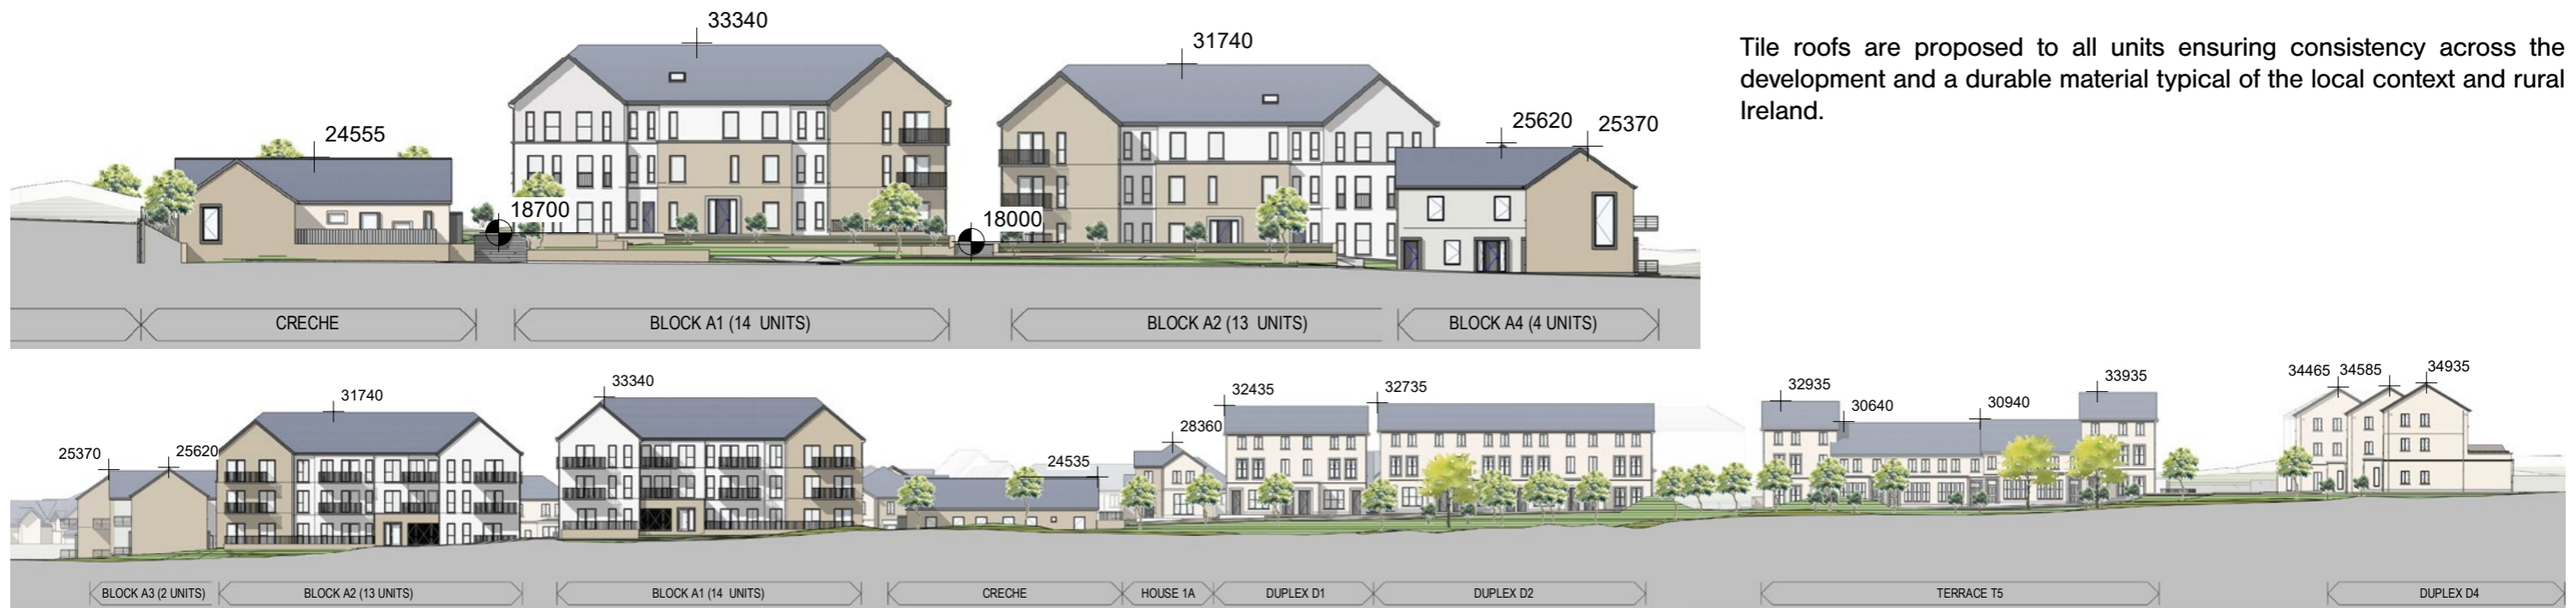 33340
31740
24555
25620
25370
18700
18000
CRECHE
BLOCK A1 (14 UNITS)
BLOCK A2 (13 UNITS)
BLOCK A4 (4 UNITS)
Tile roofs are proposed to all units ensuring consistency across the
development and a durable material typical of the local context and rural
Ireland.
25370
25620
31740
33340
24535
28360
32435
32735
32935
30640
30940
33935
34465
34585
34935
BLOCK A3 (2 UNITS)
BLOCK A2 (13 UNITS)
BLOCK A1 (14 UNITS)
CRECHE
HOUSE 1A
DUPLEX D1
DUPLEX D2
TERRACE T5
DUPLEX D4